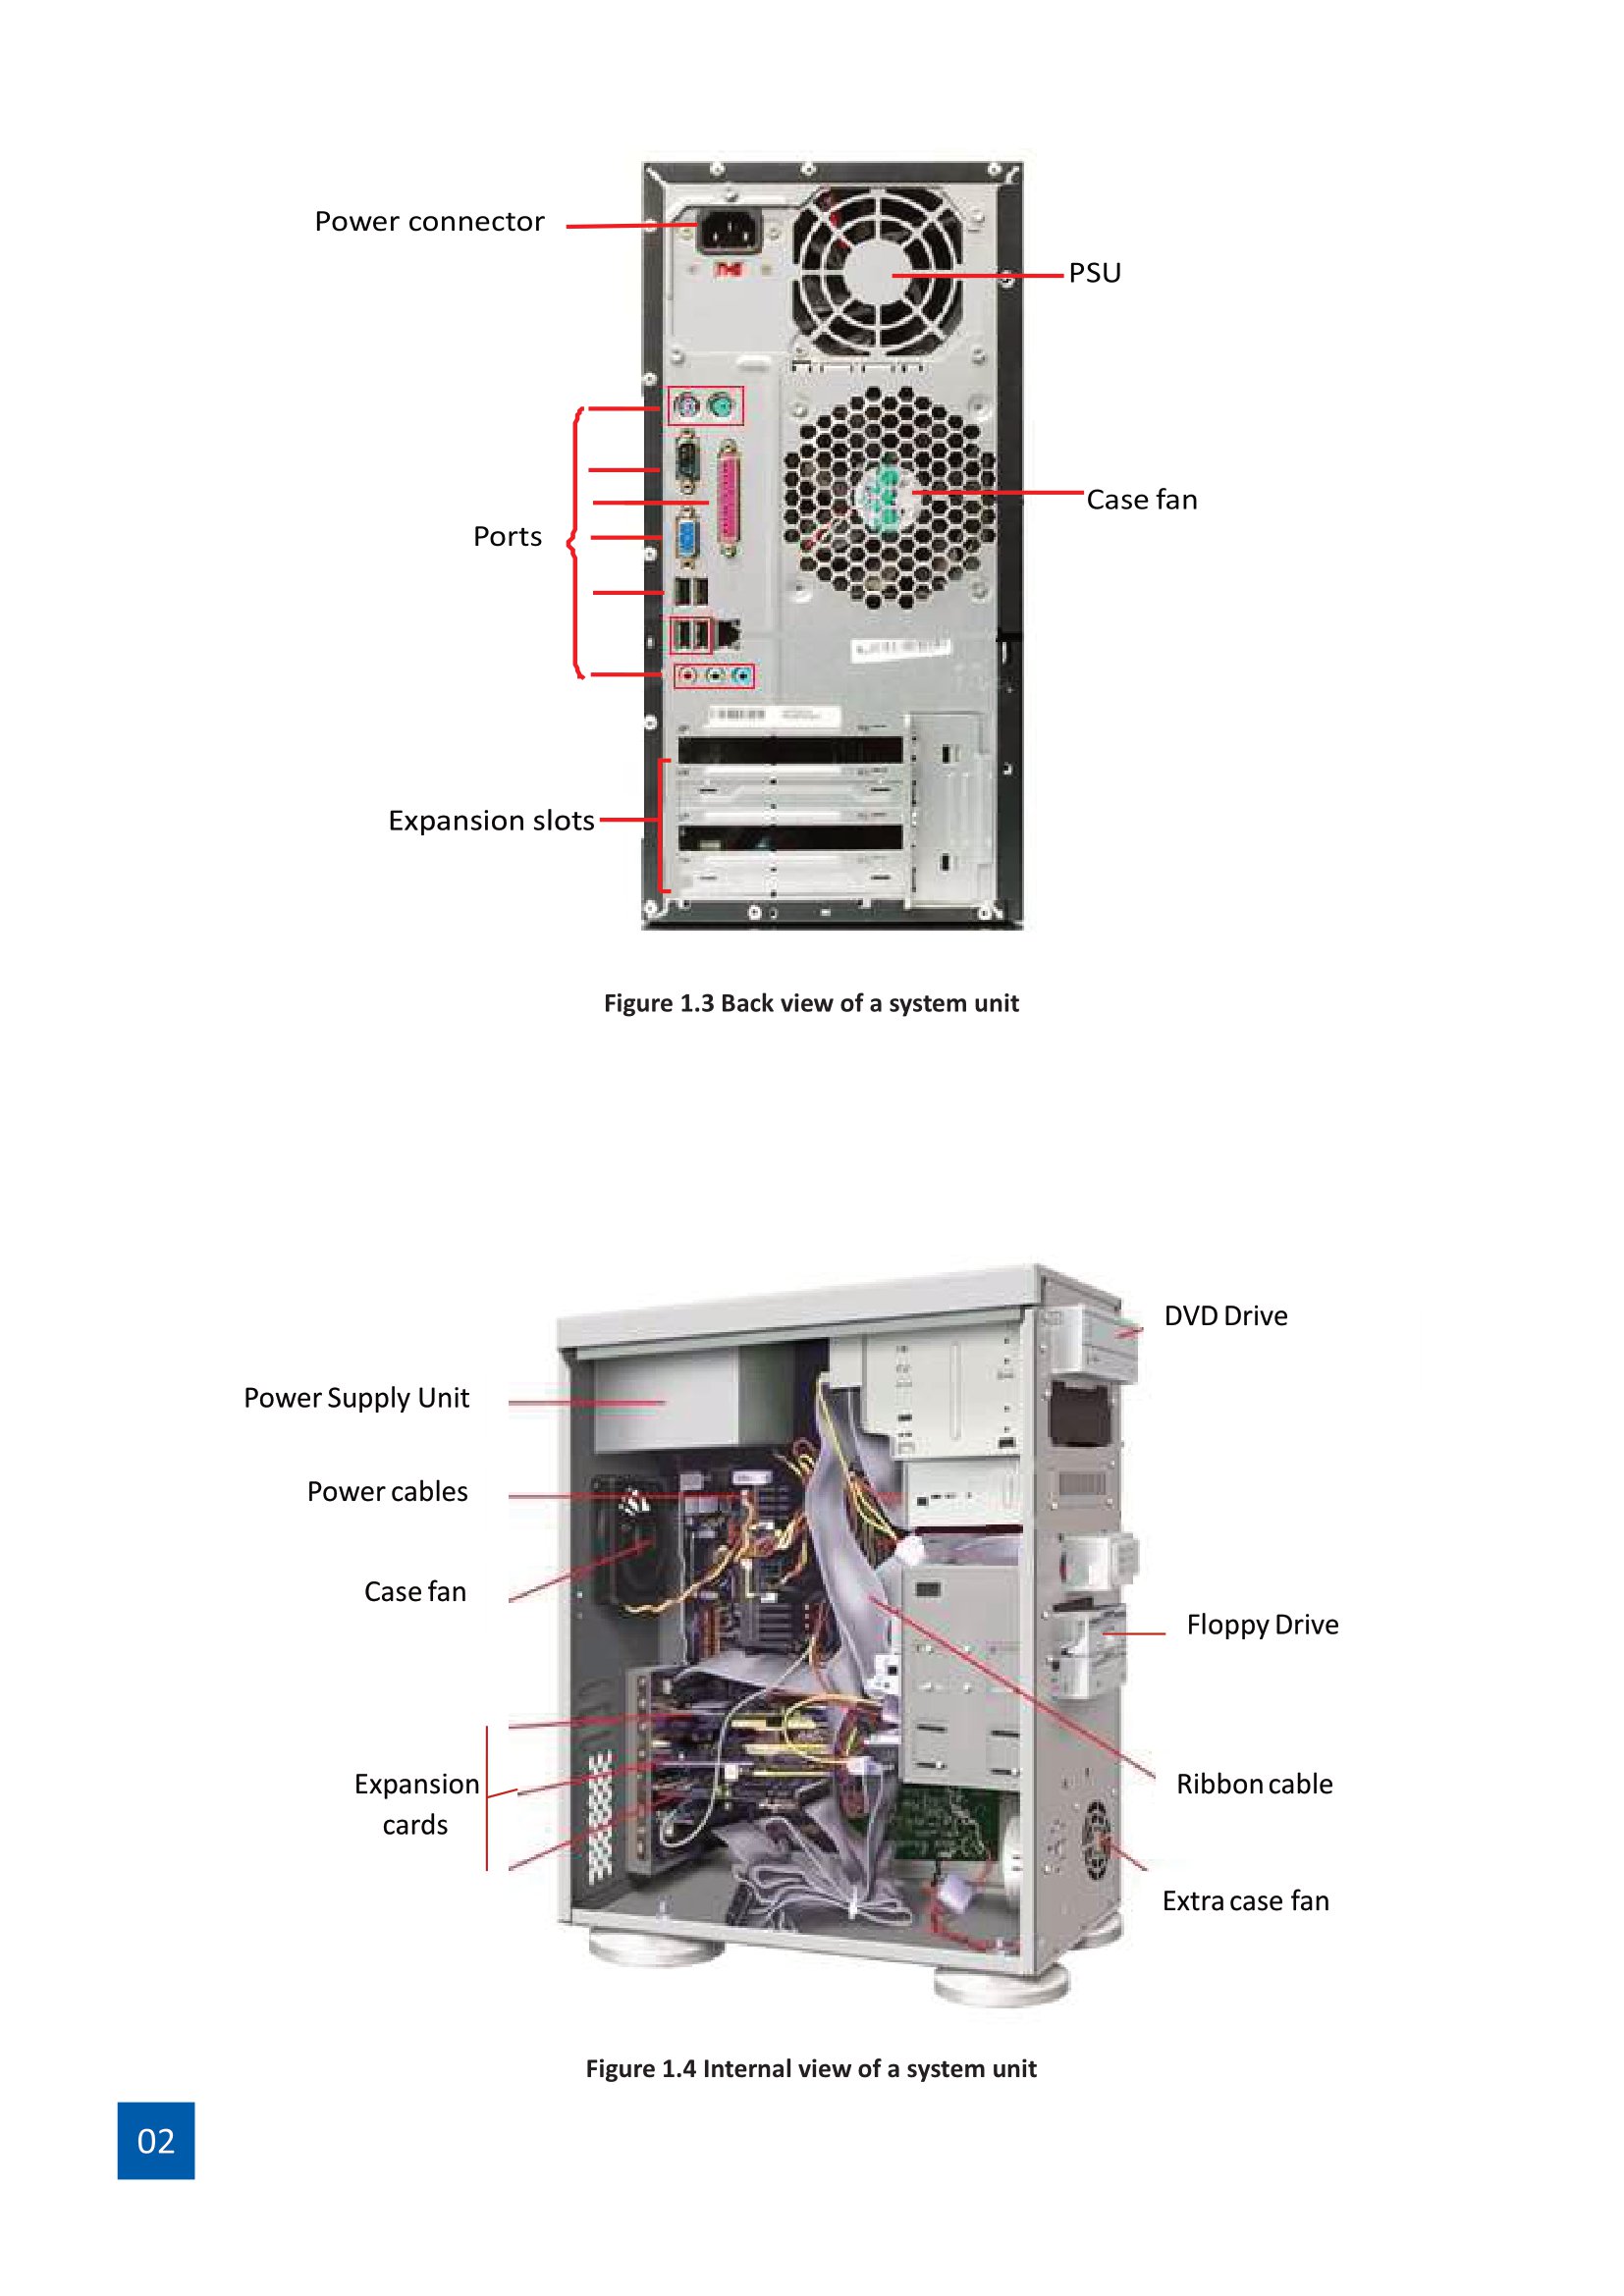 Power connector
PSU
Ports
Case fan
Expansion slots
Figure 1.3 Back view of a system unit
DVD Drive
Power Supply Unit
Power cables
Case fan
Floppy Drive
Expansion
cards
Ribbon cable
Extra case fan
Figure 1.4 Internal view of a system unit
02